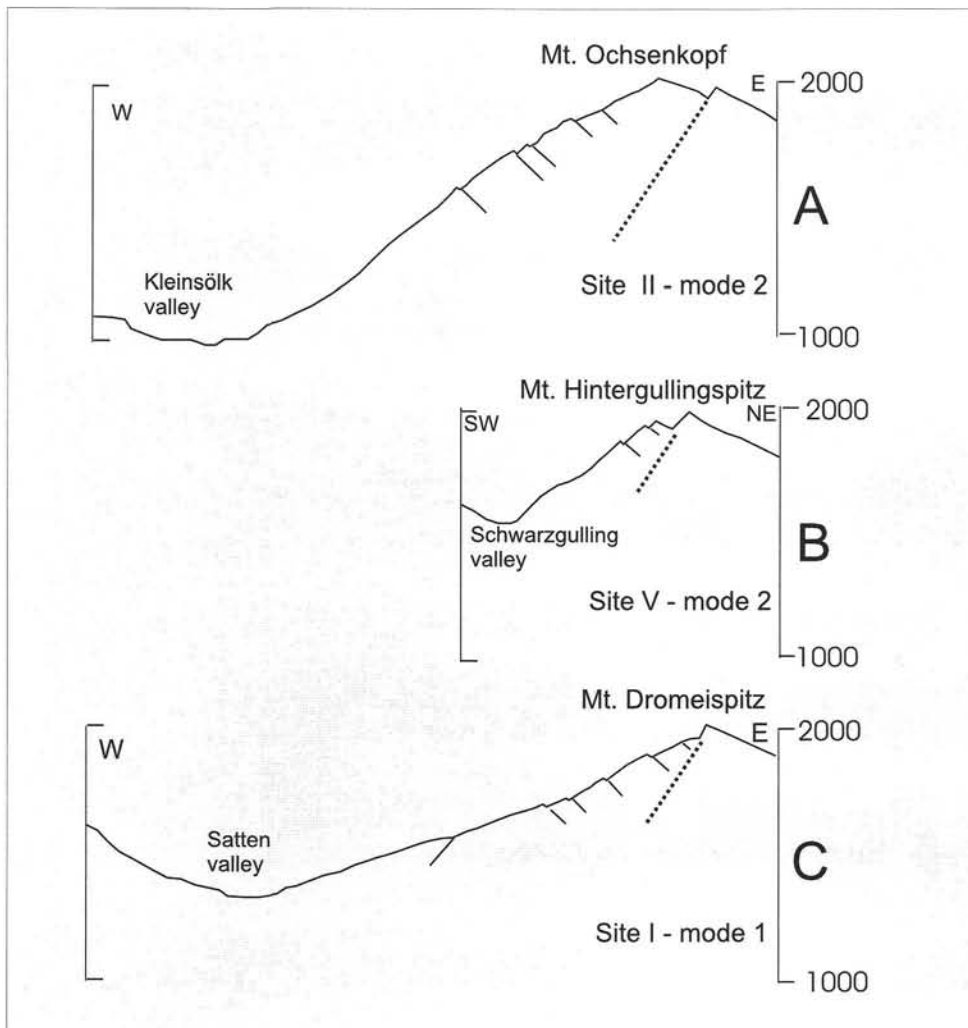 Mt. Ochsenkopf
W
E
2000
A
Kleinsölk
valley
Site II - mode 2
1000
Mt. Hintergullingspitz
SW
NE
2000
Schwarzgulling
valley
B
Site V - mode 2
1000
Mt. Dromeispitz
W
E
2000
Satten
valley
C
Site I - mode 1
1000